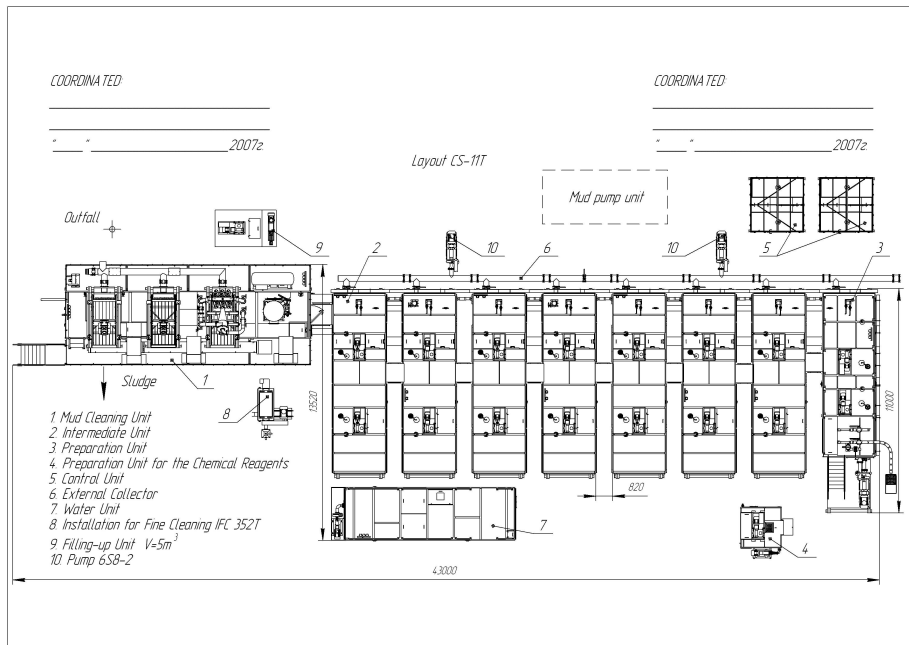 COORDINATED:
COORDINATED:
" " 2007г.
" " 2007г.
Layout CS-11T
Mud pump unit
Outfall
9
2
10
6
10
5
3
Sludge
1
8
13520
11000
820
7
4
43000
1. Mud Cleaning Unit
2. Intermediate Unit
3. Preparation Unit
4. Preparation Unit for the Chemical Reagents
5. Control Unit
6. External Collector
7. Water Unit
8. Installation for Fine Cleaning IFC 352T
9. Filling-up Unit V=5m³
10. Pump 6S8-2